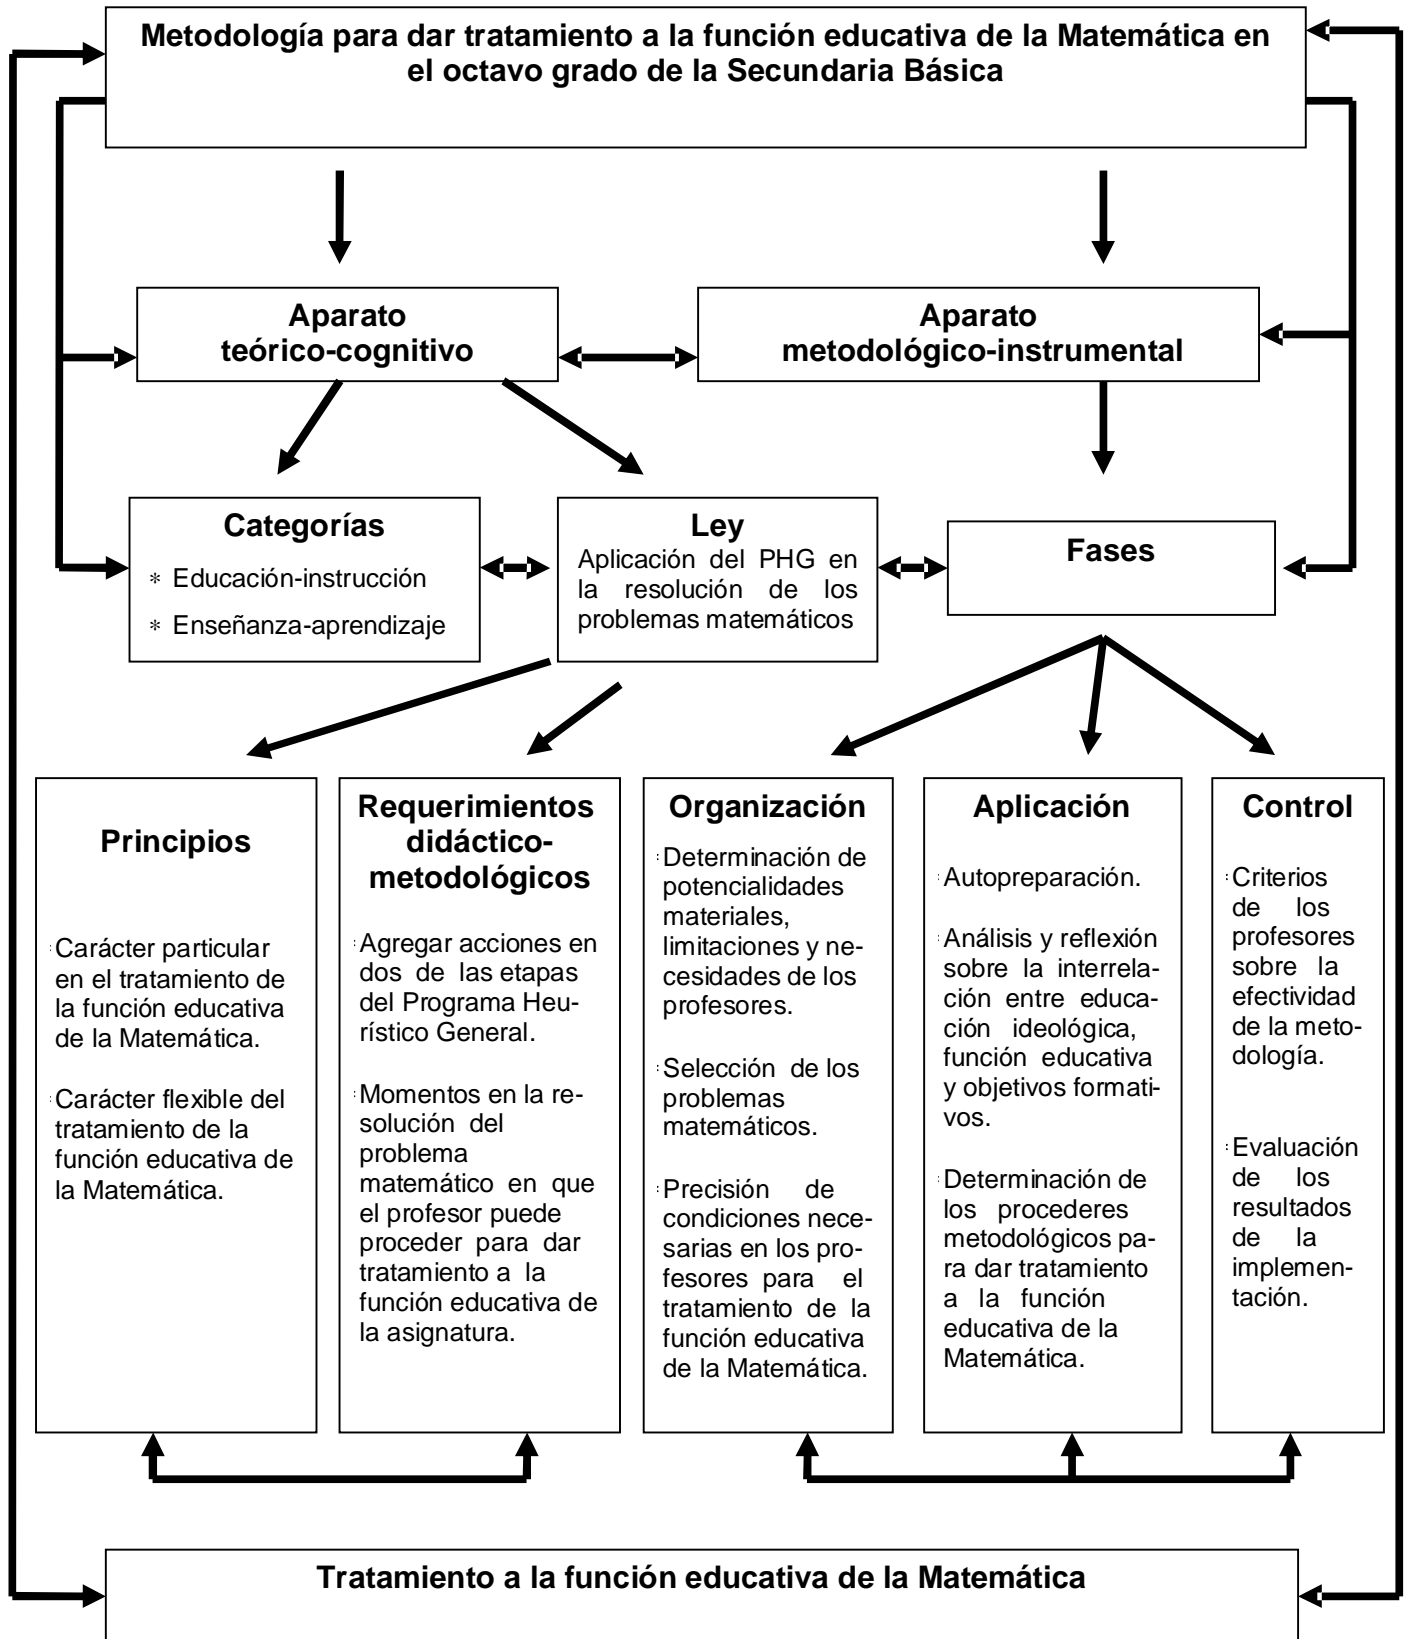 Metodología para dar tratamiento a la función educativa de la Matemática en
el octavo grado de la Secundaria Básica
Aparato
teórico-cognitivo
Aparato
metodológico-instrumental
Categorías
* Educación-instrucción
* Enseñanza-aprendizaje
Ley
Aplicación del PHG en
la resolución de los
problemas matemáticos
Fases
Principios
Carácter particular
en el tratamiento de
la función educativa
de la Matemática.
Carácter flexible del
tratamiento de la
función educativa de
la Matemática.
Requerimientos
didáctico-
metodológicos
Agregar acciones en
dos de las etapas
del Programa Heu-
rístico General.
Momentos en la re-
solución del
problema
matemático en que
el profesor puede
proceder para dar
tratamiento a la
función educativa de
la asignatura.
Organización
Determinación de
potencialidades
materiales,
limitaciones y ne-
cesidades de los
profesores.
Selección de los
problemas
matemáticos.
Precisión de
condiciones nece-
sarias en los pro-
fesores para el
tratamiento de la
función educativa
de la Matemática.
Aplicación
Autopreparación.
Análisis y reflexión
sobre la interrela-
ción entre educa-
ción ideológica,
función educativa
y objetivos formati-
vos.
Determinación de
los procederes
metodológicos pa-
ra dar tratamiento
a la función
educativa de la
Matemática.
Control
Criterios
de los
profesores
sobre la
efectividad
de la meto-
dología.
Evaluación
de los
resultados
de la
implemen-
tación.
Tratamiento a la función educativa de la Matemática